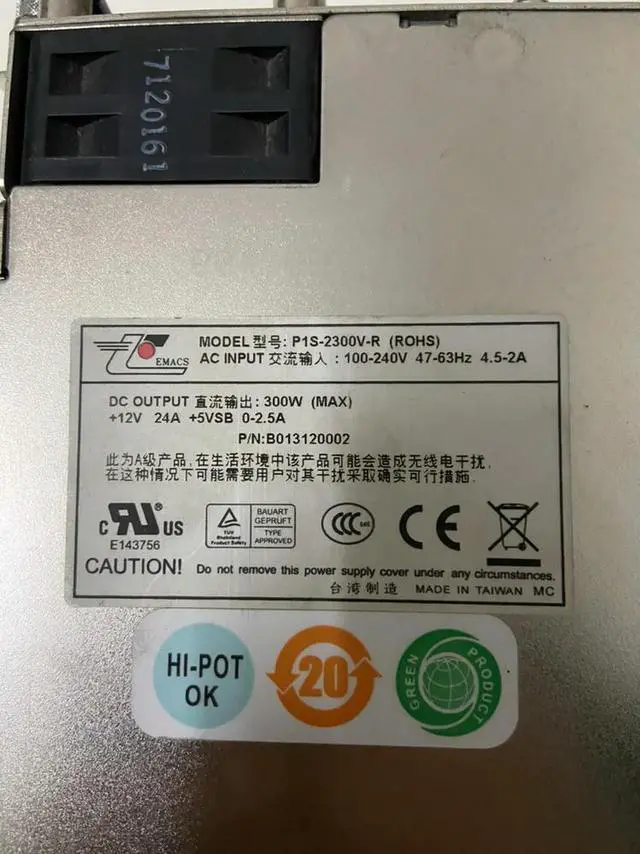 7120161
EMACS
MODEL 型号: P1S-2300V-R (ROHS)
AC INPUT 交流输入 : 100-240V 47-63Hz 4.5-2A
DC OUTPUT 直流输出: 300W (MAX)
+12V 24A +5VSB 0-2.5A
P/N:B013120002
此为A级产品, 在生活环境中该产品可能会造成无线电干扰,
在这种情况下可能需要用户对其干扰采取确实可行措施.
c RU® US
E143756
TÜV
Rheinland
Product Safety
BAUART
GEPRUFT
TYPE
APPROVED
CCC S&E
CE
CAUTION! Do not remove this power supply cover under any circumstances.
台湾制造 MADE IN TAIWAN MC
HI-POT
OK
20
GREEN PRODUCT